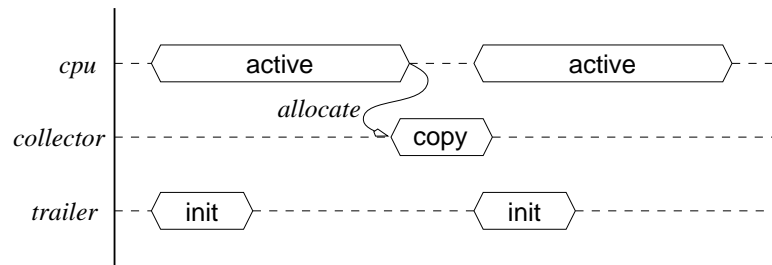 cpu active active
allocate
collector copy
trailer init init